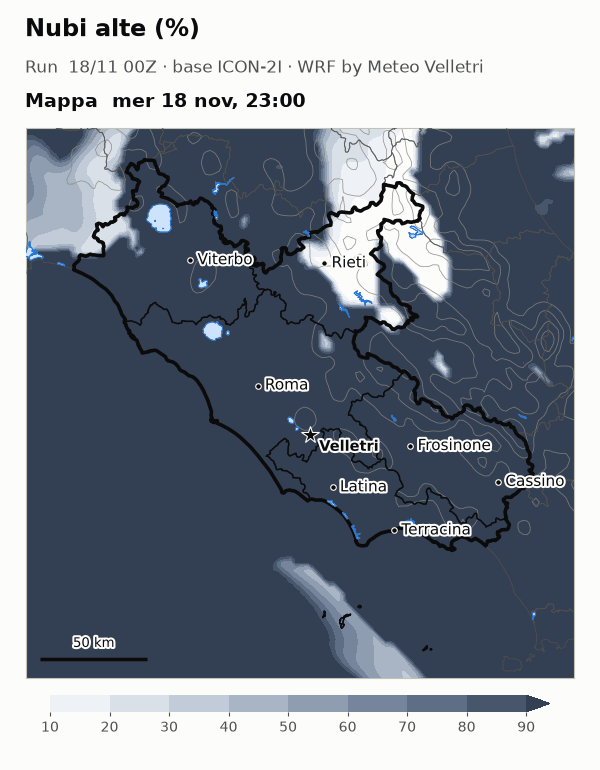 Nubi alte (%)
Run 18/11 00Z · base ICON-2I · WRF by Meteo Velletri
Mappa mer 18 nov, 23:00
Viterbo
Rieti
Roma
Velletri
Frosinone
Cassino
Latina
Terracina
50 km
10 20 30 40 50 60 70 80 90